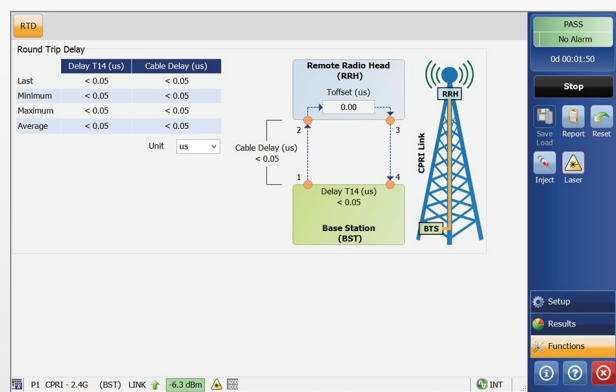 RTD
Round Trip Delay
Delay T14 (us) Cable Delay (us)
Last < 0.05 < 0.05
Minimum < 0.05 < 0.05
Maximum < 0.05 < 0.05
Average < 0.05 < 0.05
Unit us
Remote Radio Head
(RRH)
Toffset (us)
0.00
2 3
Cable Delay (us)
< 0.05
1 4
Delay T14 (us)
< 0.05
Base Station
(BST)
RRH
CPRI Link
BTS
PASS
No Alarm
0d 00:01:50
Stop
Save
Load
Report
Reset
Inject
Laser
Setup
Results
Functions
P1 CPRI - 2.4G (BST) LINK -6.3 dBm INT